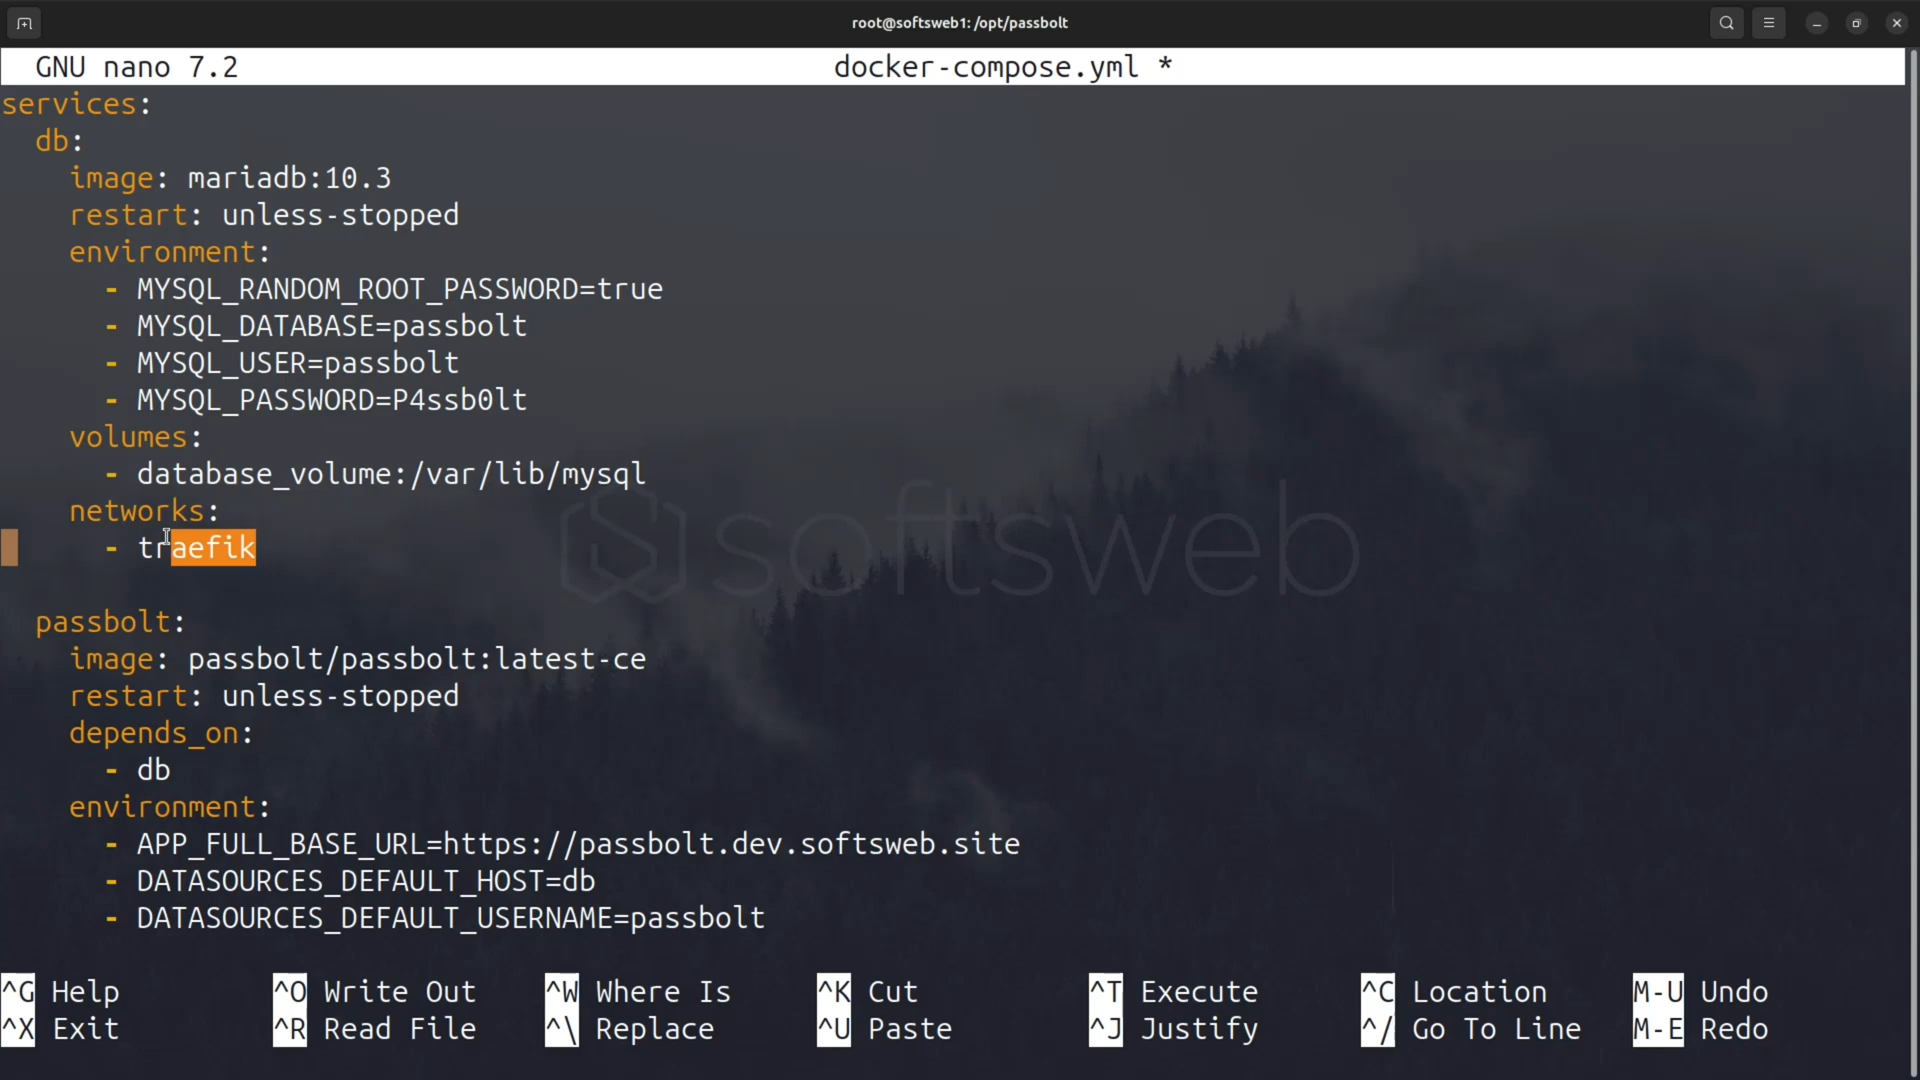 root@softsweb1: /opt/passbolt
GNU nano 7.2 docker-compose.yml *
services:
db:
image: mariadb:10.3
restart: unless-stopped
environment:
- MYSQL_RANDOM_ROOT_PASSWORD=true
- MYSQL_DATABASE=passbolt
- MYSQL_USER=passbolt
- MYSQL_PASSWORD=P4ssb0lt
volumes:
- database_volume:/var/lib/mysql
networks:
- traefik
softsweb
passbolt:
image: passbolt/passbolt:latest-ce
restart: unless-stopped
depends_on:
- db
environment:
- APP_FULL_BASE_URL=https://passbolt.dev.softsweb.site
- DATASOURCES_DEFAULT_HOST=db
- DATASOURCES_DEFAULT_USERNAME=passbolt
^G Help ^O Write Out ^W Where Is ^K Cut ^T Execute ^C Location M-U Undo
^X Exit ^R Read File ^\ Replace ^U Paste ^J Justify ^/ Go To Line M-E Redo